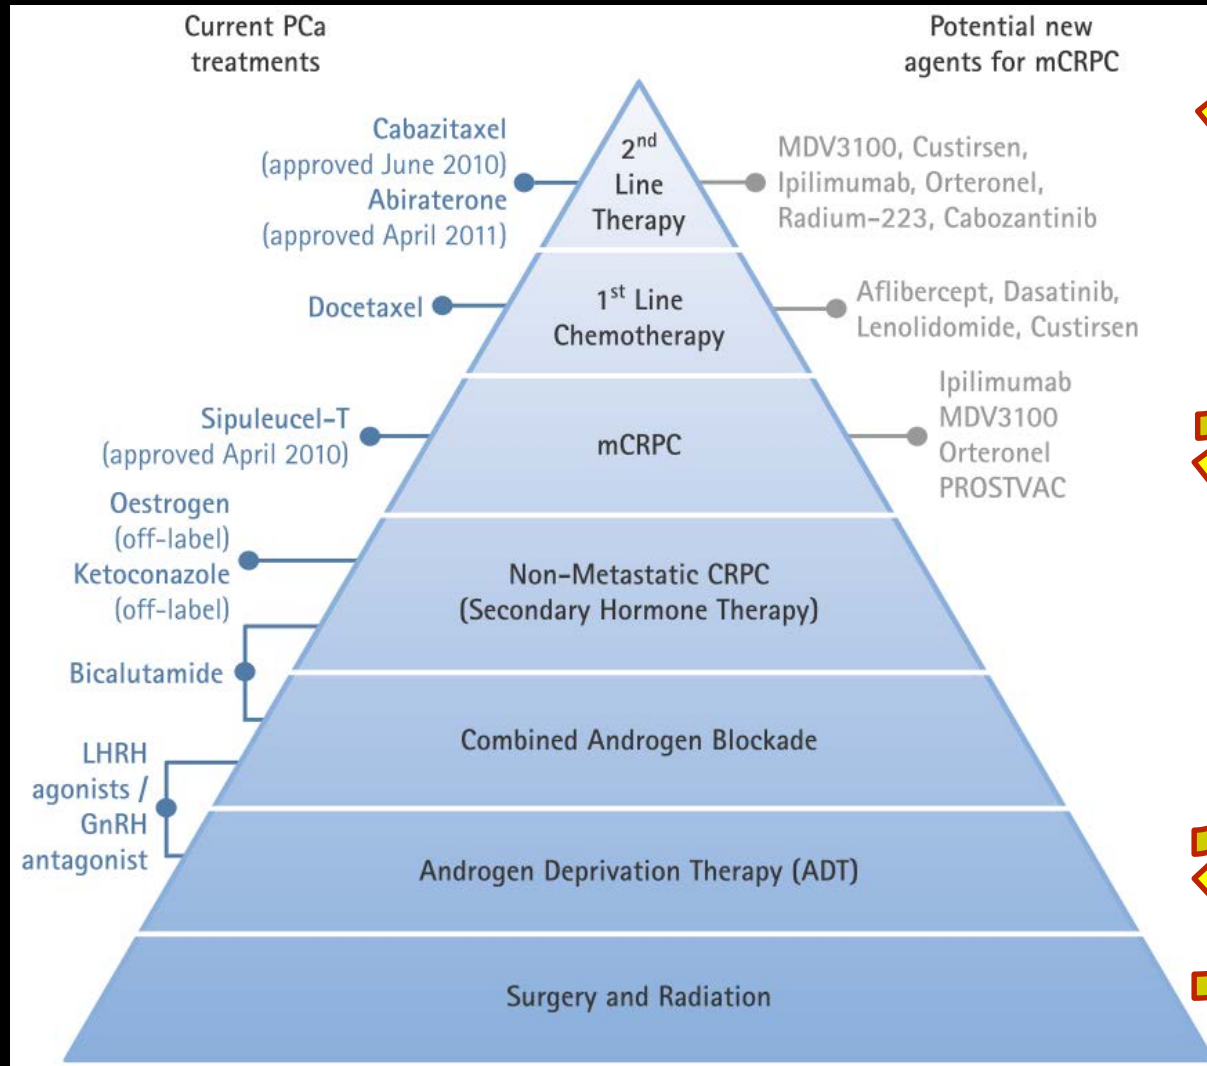 Current PCa
treatments
Potential new
agents for mCRPC
Cabazitaxel
(approved June 2010)
Abiraterone
(approved April 2011)
2nd
Line
Therapy
MDV3100, Custirsen,
Ipilimumab, Orteronel,
Radium-223, Cabozantinib
Docetaxel
1st Line
Chemotherapy
Aflibercept, Dasatinib,
Lenolidomide, Custirsen
Sipuleucel-T
(approved April 2010)
mCRPC
Ipilimumab
MDV3100
Orteronel
PROSTVAC
Oestrogen
(off-label)
Ketoconazole
(off-label)
Non-Metastatic CRPC
(Secondary Hormone Therapy)
Bicalutamide
Combined Androgen Blockade
LHRH
agonists /
GnRH
antagonist
Androgen Deprivation Therapy (ADT)
Surgery and Radiation